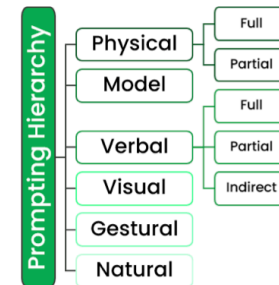 Prompting Hierarchy
Physical
Full
Partial
Model
Verbal
Full
Partial
Indirect
Visual
Gestural
Natural